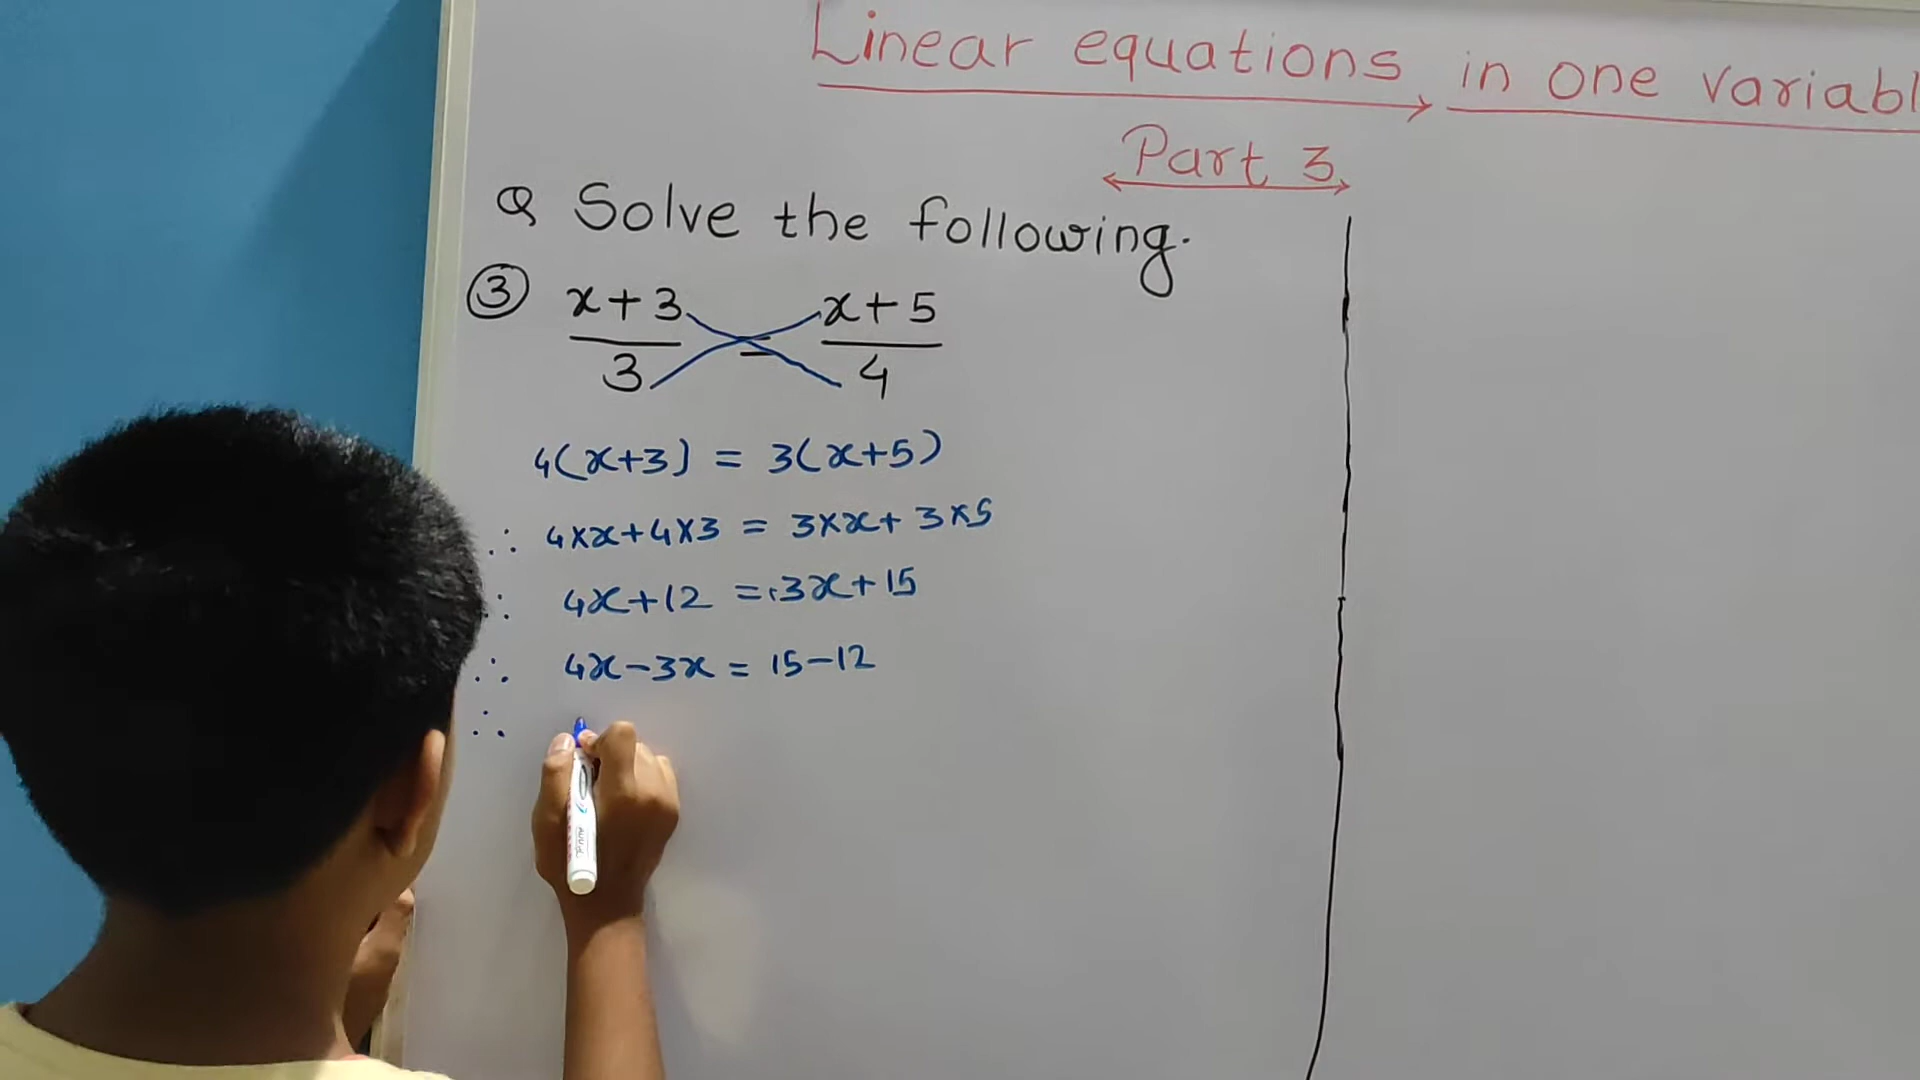 Linear equations in one variabl
Part 3
Q Solve the following.
③ x+3 = x+5
3 4
4(x+3) = 3(x+5)
∴ 4×x+4×3 = 3×x+3×5
∴ 4x+12 = 3x+15
∴ 4x-3x = 15-12
∴